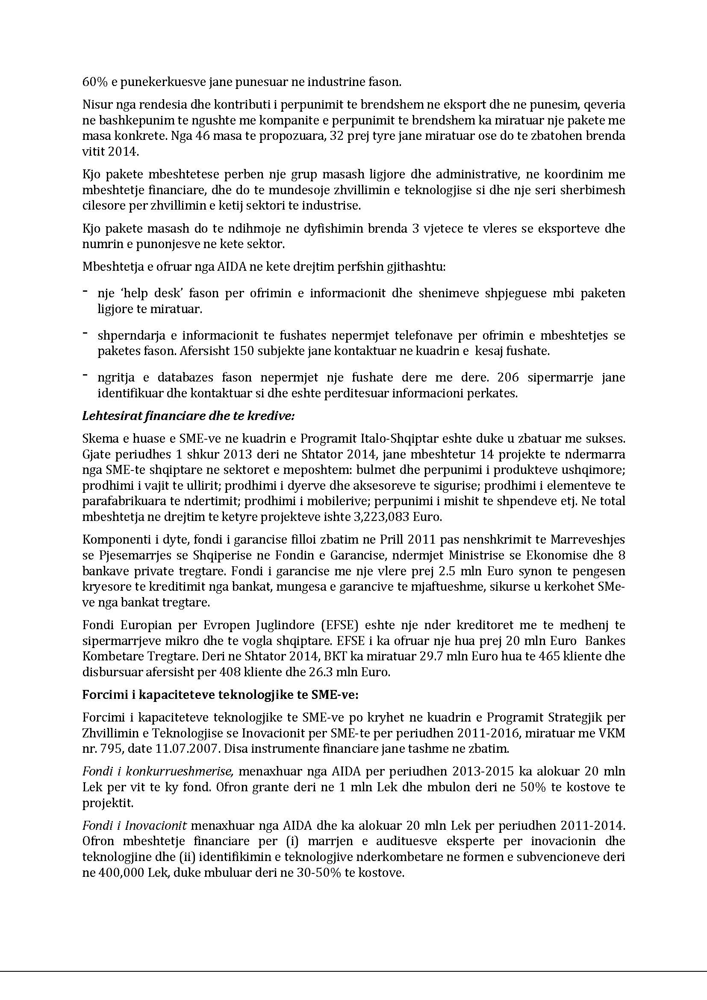 60% e punekerkuesve jane punesuar ne industrine fason.
Nisur nga rendesia dhe kontributi i perpunimit te brendshem ne eksport dhe ne punesim, qeveria
ne bashkepunim te ngushte me kompanite e perpunimit te brendshem ka miratuar nje pakete me
masa konkrete. Nga 46 masa te propozuara, 32 prej tyre jane miratuar ose do te zbatohen brenda
vitit 2014.
Kjo pakete mbeshtetese perben nje grup masash ligjore dhe administrative, ne koordinim me
mbeshtetje financiare, dhe do te mundesoje zhvillimin e teknologjise si dhe nje seri sherbimesh
cilesore per zhvillimin e ketij sektori te industrise.
Kjo pakete masash do te ndihmoje ne dyfishimin brenda 3 vjetece te vleres se eksporteve dhe
numrin e punonjesve ne kete sektor.
Mbeshtetja e ofruar nga AIDA ne kete drejtim perfshin gjithashtu:
- nje ‘help desk’ fason per ofrimin e informacionit dhe shenimeve shpjeguese mbi paketen
ligjore te miratuar.
- shperndarja e informacionit te fushates nepermjet telefonave per ofrimin e mbeshtetjes se
paketes fason. Afersisht 150 subjekte jane kontaktuar ne kuadrin e  kesaj fushate.
- ngritja e databazes fason nepermjet nje fushate dere me dere. 206 sipermarrje jane
identifikuar dhe kontaktuar si dhe eshte perditesuar informacioni perkates.
Lehtesirat financiare dhe te kredive:
Skema e huase e SME-ve ne kuadrin e Programit Italo-Shqiptar eshte duke u zbatuar me sukses.
Gjate periudhes 1 shkur 2013 deri ne Shtator 2014, jane mbeshtetur 14 projekte te ndermarra
nga SME-te shqiptare ne sektoret e meposhtem: bulmet dhe perpunimi i produkteve ushqimore;
prodhimi i vajit te ullirit; prodhimi i dyerve dhe aksesoreve te sigurise; prodhimi i elementeve te
parafabrikuara te ndertimit; prodhimi i mobilerive; perpunimi i mishit te shpendeve etj. Ne total
mbeshtetja ne drejtim te ketyre projekteve ishte 3,223,083 Euro.
Komponenti i dyte, fondi i garancise filloi zbatim ne Prill 2011 pas nenshkrimit te Marreveshjes
se Pjesemarrjes se Shqiperise ne Fondin e Garancise, ndermjet Ministrise se Ekonomise dhe 8
bankave private tregtare. Fondi i garancise me nje vlere prej 2.5 mln Euro synon te pengesen
kryesore te kreditimit nga bankat, mungesa e garancive te mjaftueshme, sikurse u kerkohet SMe-
ve nga bankat tregtare.
Fondi Europian per Evropen Juglindore (EFSE) eshte nje nder kreditoret me te medhenj te
sipermarrjeve mikro dhe te vogla shqiptare. EFSE i ka ofruar nje hua prej 20 mln Euro  Bankes
Kombetare Tregtare. Deri ne Shtator 2014, BKT ka miratuar 29.7 mln Euro hua te 465 kliente dhe
disbursuar afersisht per 408 kliente dhe 26.3 mln Euro.
Forcimi i kapaciteteve teknologjike te SME-ve:
Forcimi i kapaciteteve teknologjike te SME-ve po kryhet ne kuadrin e Programit Strategjik per
Zhvillimin e Teknologjise se Inovacionit per SME-te per periudhen 2011-2016, miratuar me VKM
nr. 795, date 11.07.2007. Disa instrumente financiare jane tashme ne zbatim.
Fondi i konkurrueshmerise, menaxhuar nga AIDA per periudhen 2013-2015 ka alokuar 20 mln
Lek per vit te ky fond. Ofron grante deri ne 1 mln Lek dhe mbulon deri ne 50% te kostove te
projektit.
Fondi i Inovacionit menaxhuar nga AIDA dhe ka alokuar 20 mln Lek per periudhen 2011-2014.
Ofron mbeshtetje financiare per (i) marrjen e audituesve eksperte per inovacionin dhe
teknologjine dhe (ii) identifikimin e teknologjive nderkombetare ne formen e subvencioneve deri
ne 400,000 Lek, duke mbuluar deri ne 30-50% te kostove.